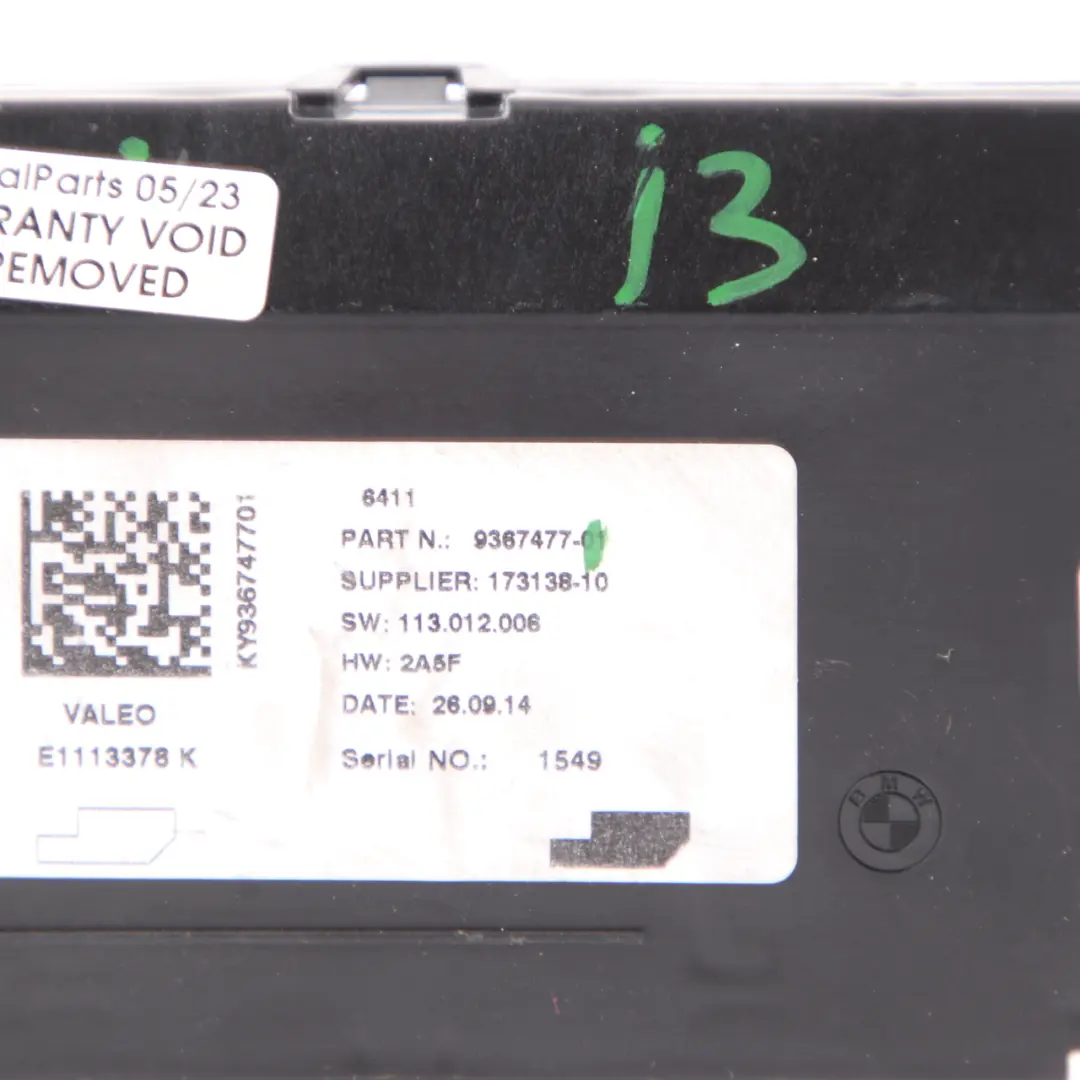 alParts 05/23
RANTY VOID
REMOVED
i3
6411
PART N.: 9367477-01
SUPPLIER: 173138-10
SW: 113.012.006
HW: 2A5F
DATE: 26.09.14
Serial NO.: 1549
KY936747701
VALEO
E1113378 K
BMW